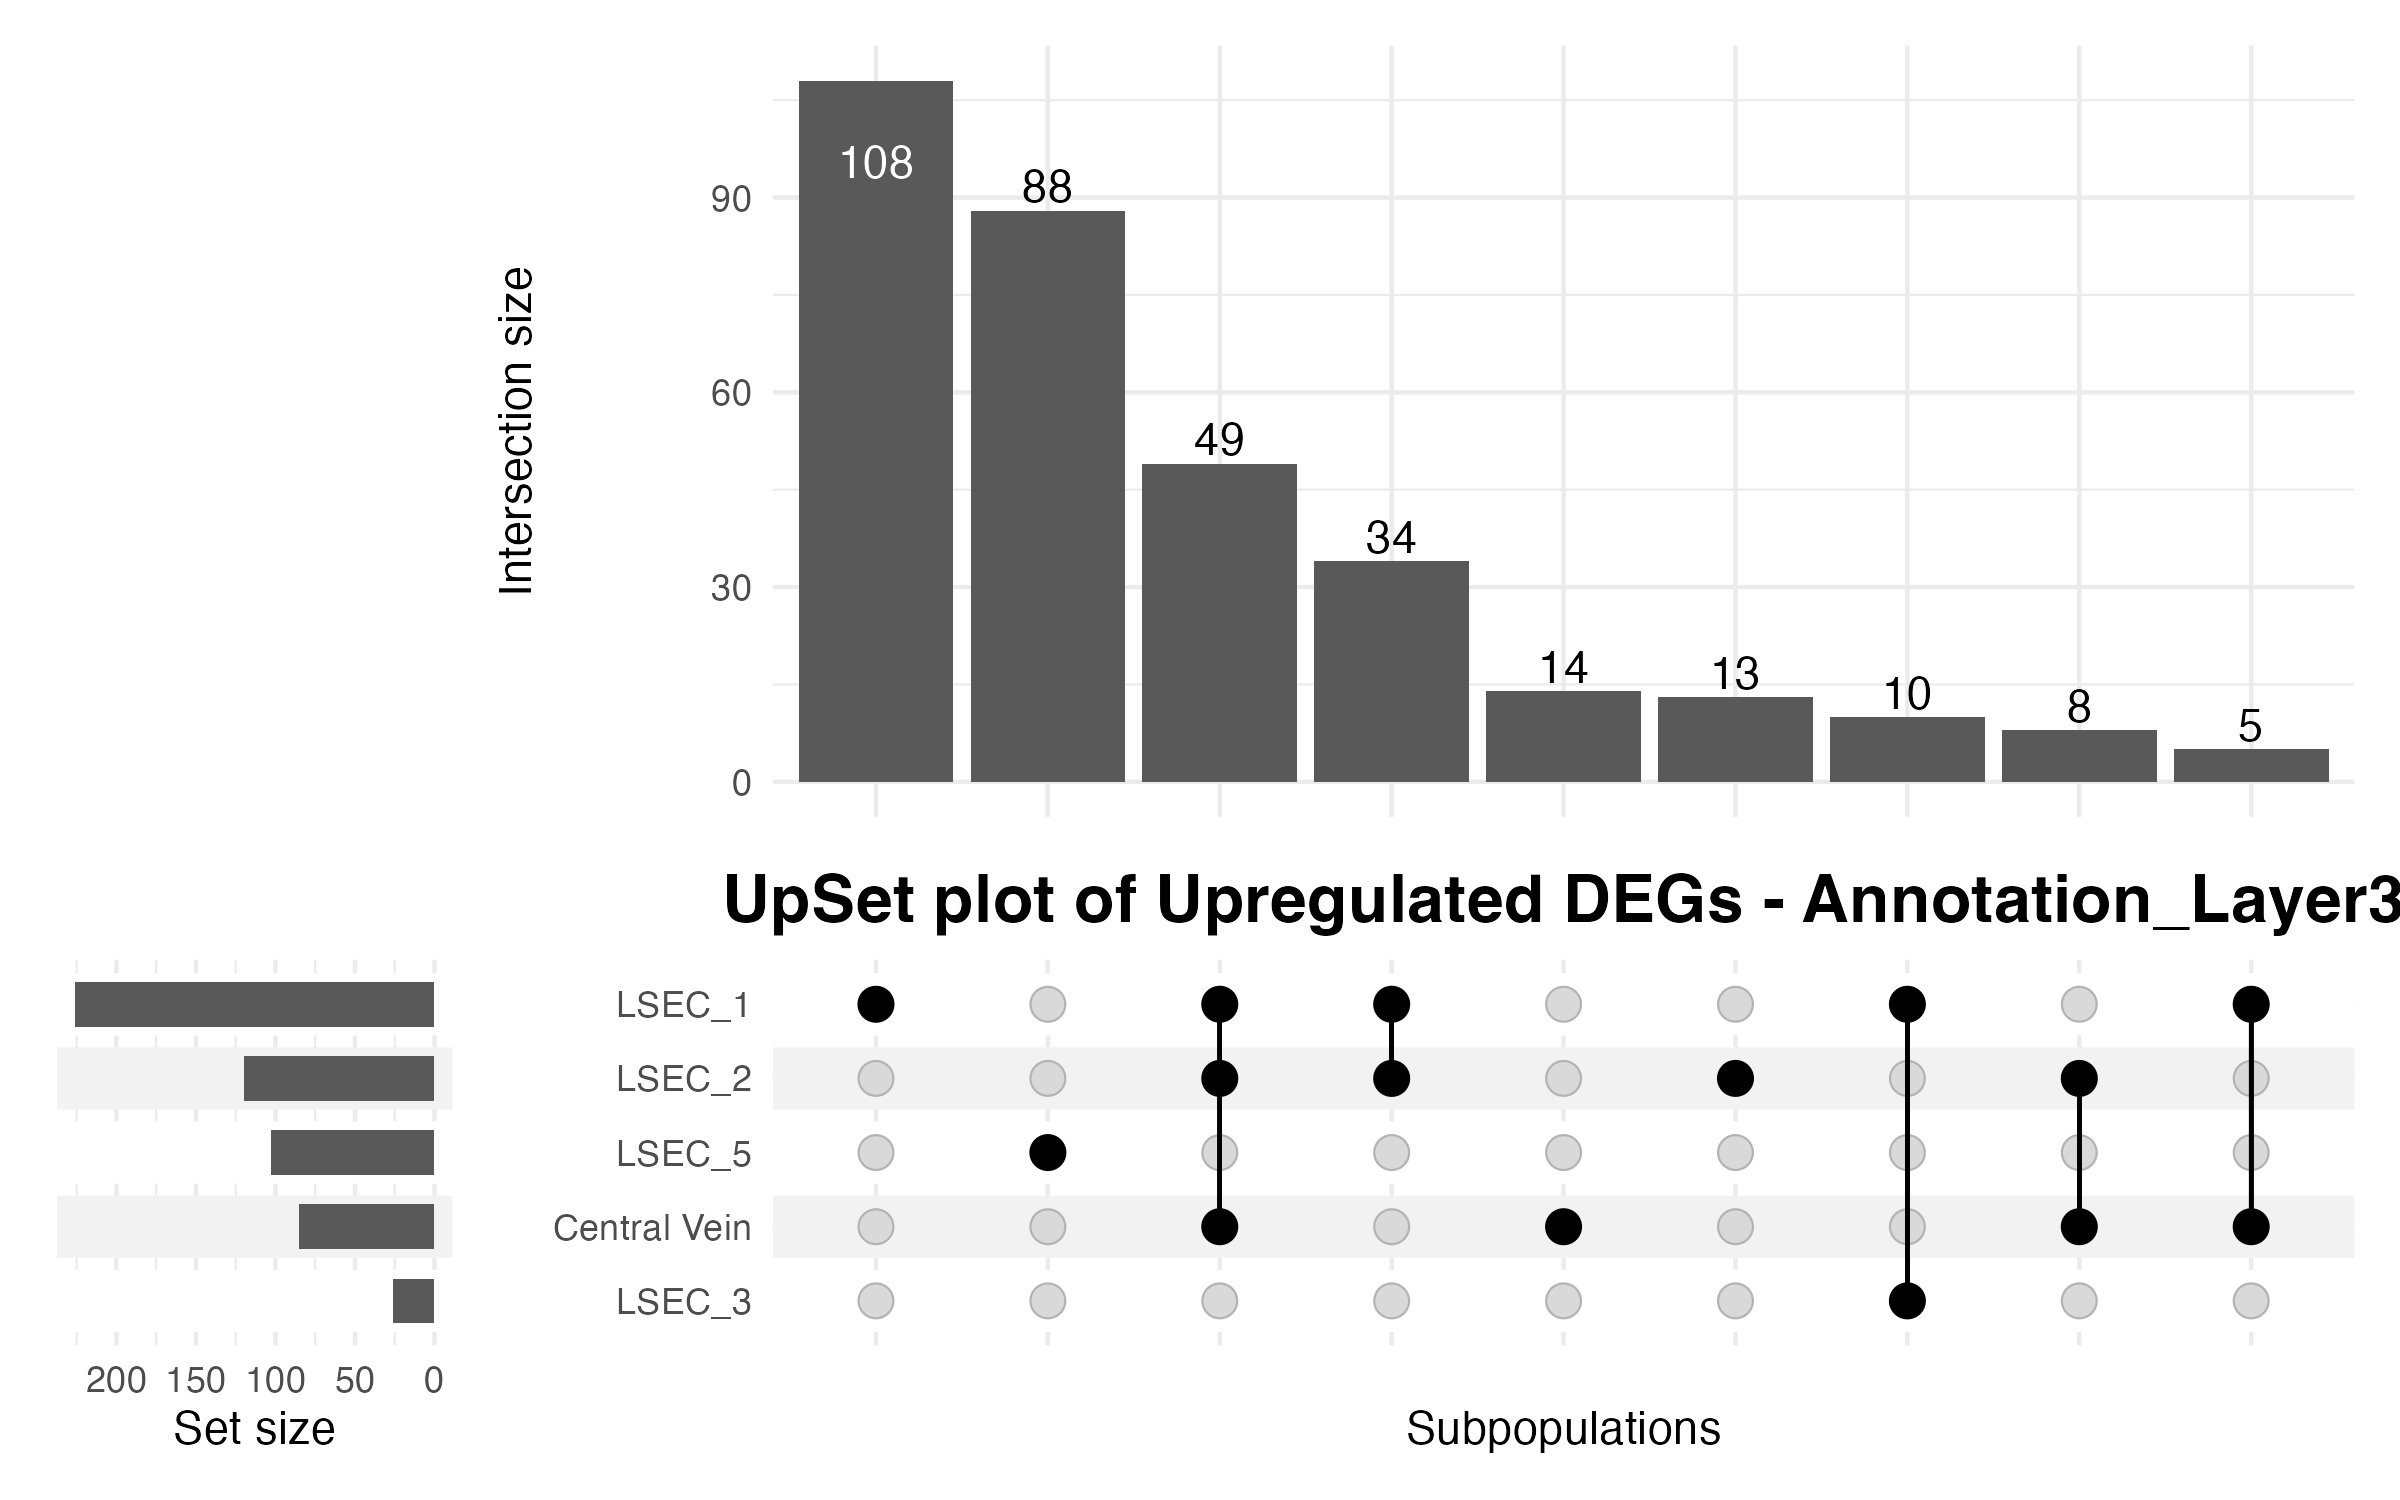 108
88
49
34
14
13
10
8
5
90
60
30
0
Intersection size
UpSet plot of Upregulated DEGs - Annotation_Layer3
LSEC_1
LSEC_2
LSEC_5
Central Vein
LSEC_3
200 150 100 50 0
Set size
Subpopulations